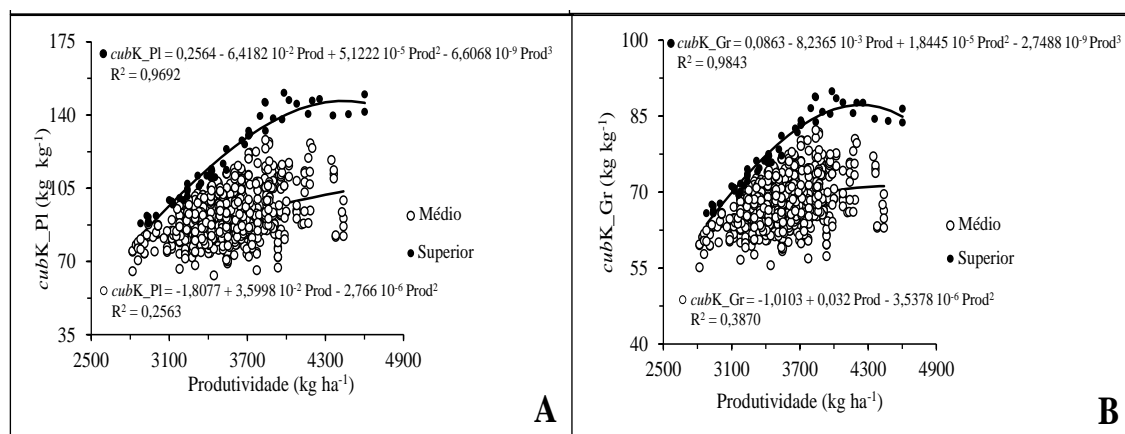 175
140
105
70
35
cubK_Pl (kg kg⁻¹)
● cubK_Pl = 0,2564 - 6,4182 10⁻² Prod + 5,1222 10⁻⁵ Prod² - 6,6068 10⁻⁹ Prod³
R² = 0,9692
○ Médio
● Superior
○ cubK_Pl = -1,8077 + 3,5998 10⁻² Prod - 2,766 10⁻⁶ Prod²
R² = 0,2563
2500 3100 3700 4300 4900
Produtividade (kg ha⁻¹)
A
100
85
70
55
40
cubK_Gr (kg kg⁻¹)
● cubK_Gr = 0,0863 - 8,2365 10⁻³ Prod + 1,8445 10⁻⁵ Prod² - 2,7488 10⁻⁹ Prod³
R² = 0,9843
○ Médio
● Superior
○ cubK_Gr = -1,0103 + 0,032 Prod - 3,5378 10⁻⁶ Prod²
R² = 0,3870
2500 3100 3700 4300 4900
Produtividade (kg ha⁻¹)
B